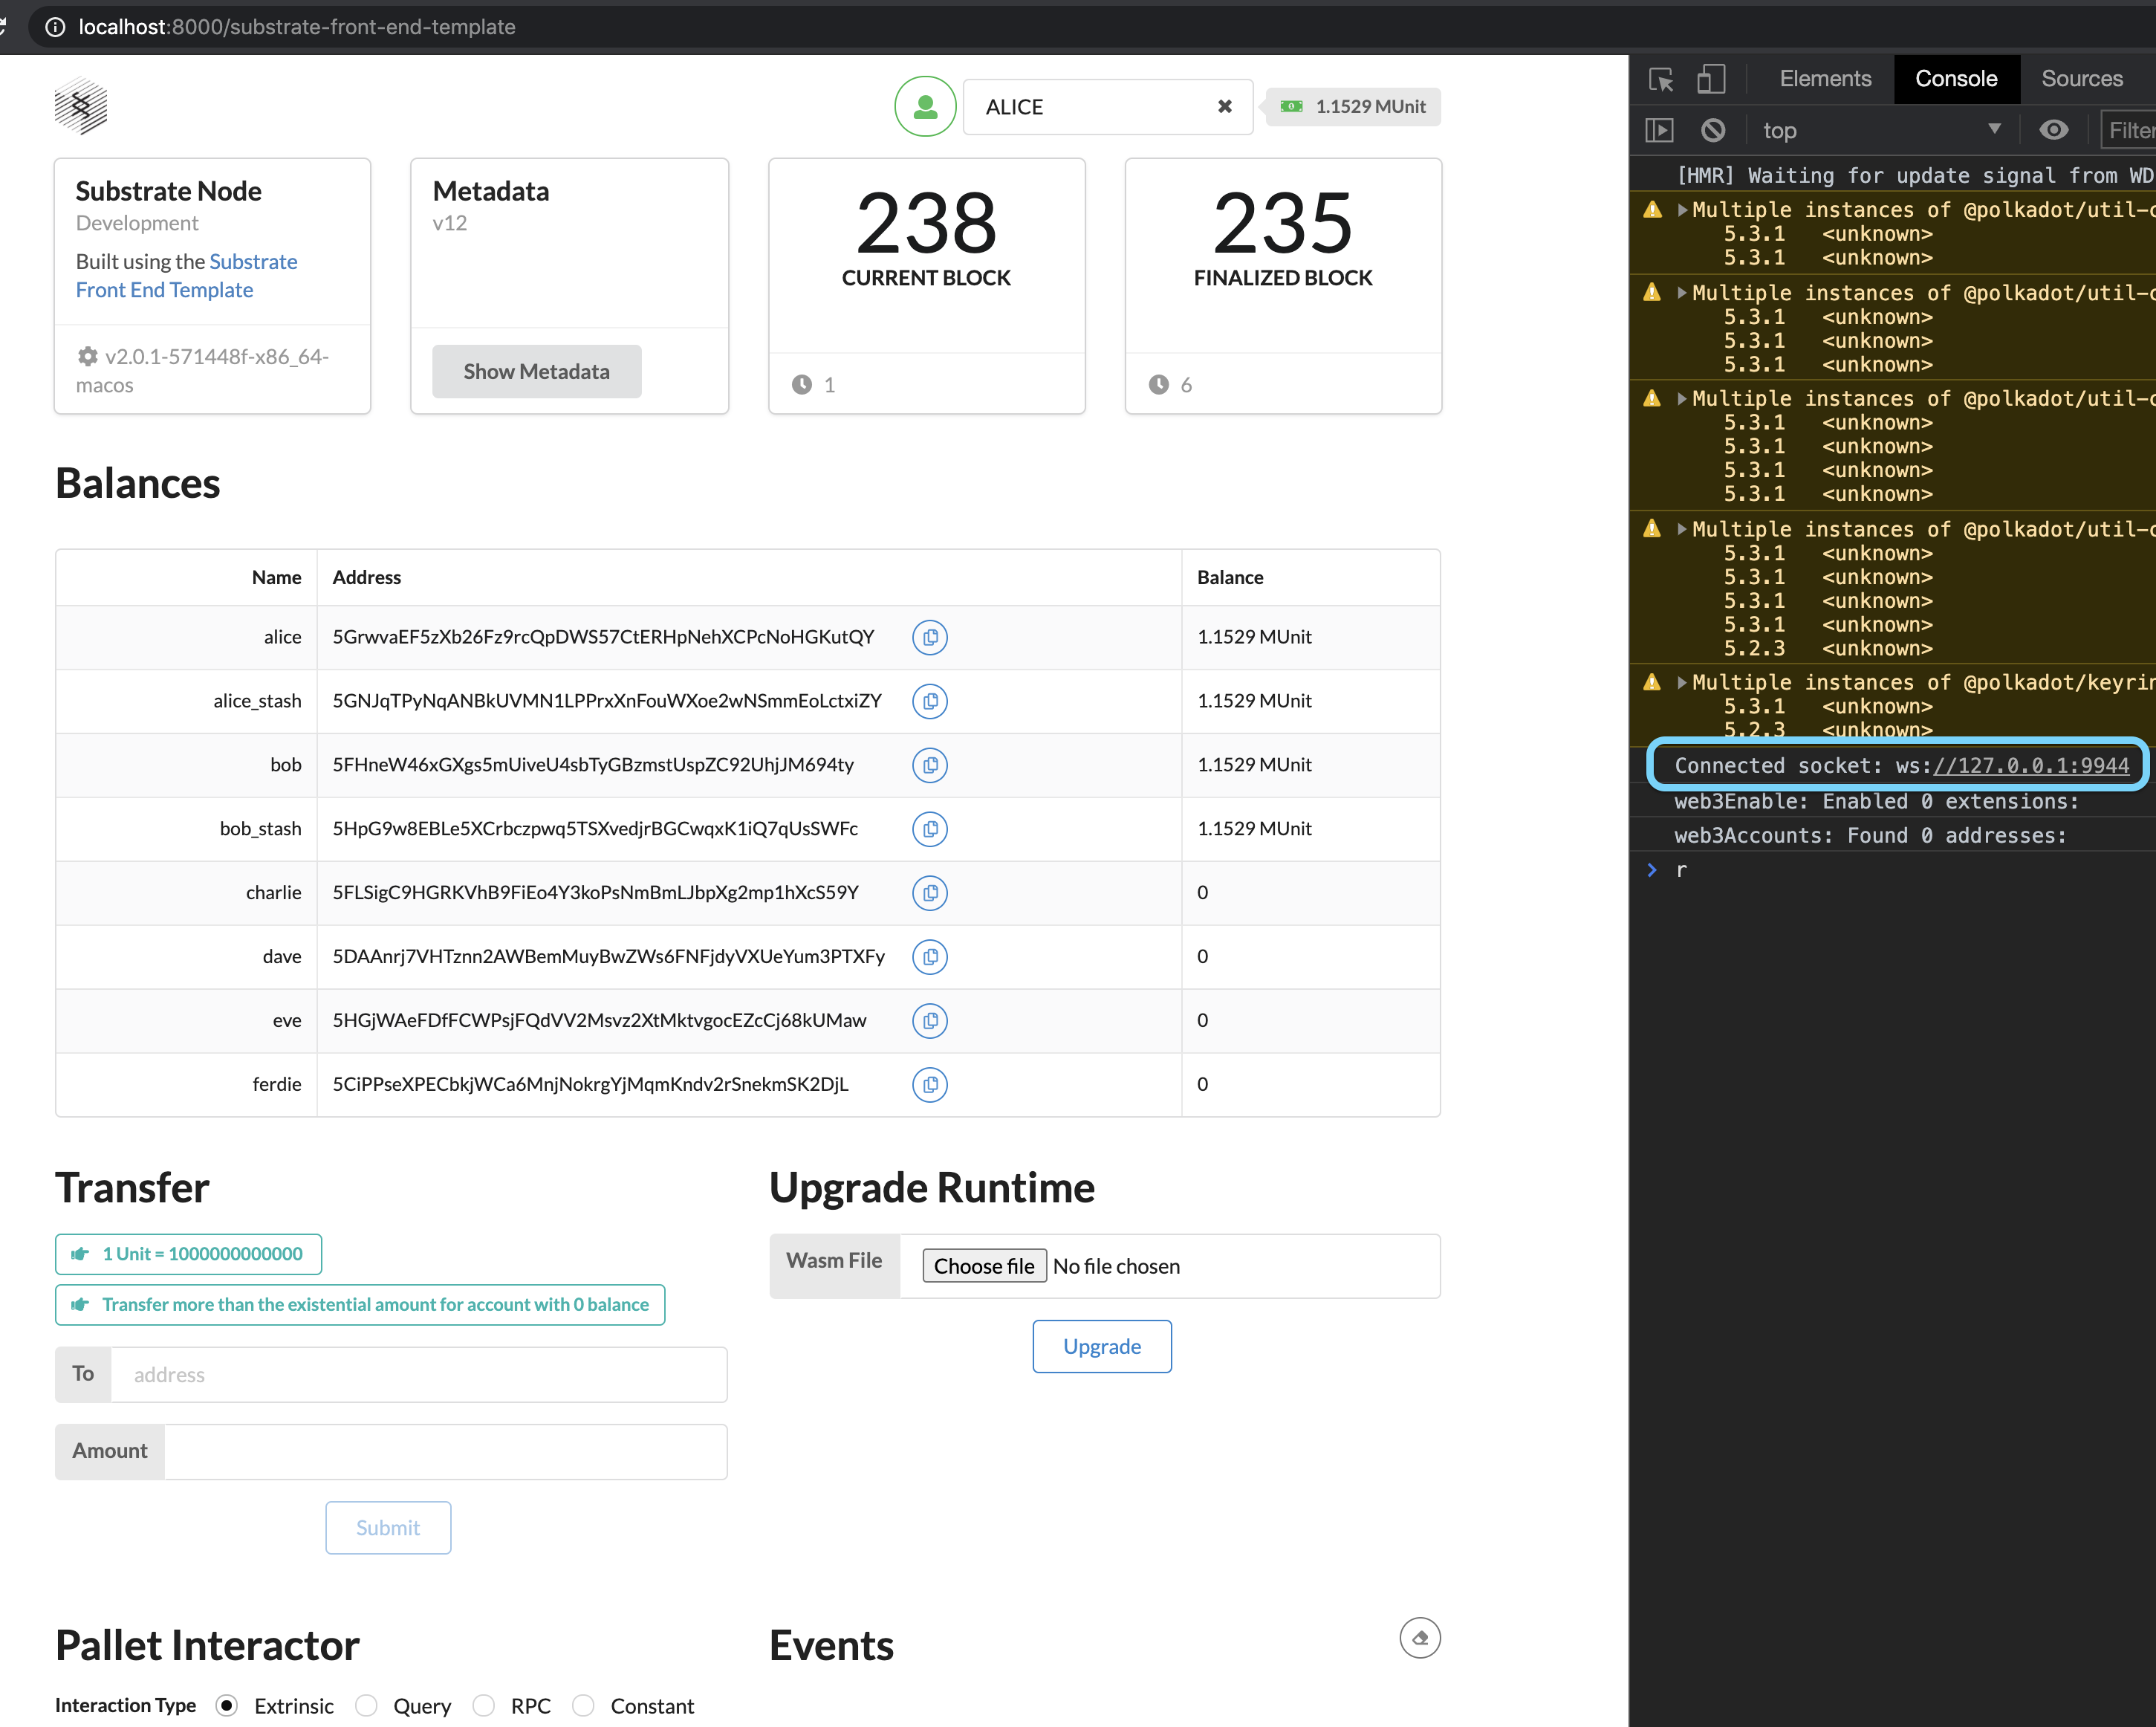 localhost:8000/substrate-front-end-template
ALICE
1.1529 MUnit
Substrate Node
Development
Built using the Substrate
Front End Template
v2.0.1-571448f-x86_64-
macos
Metadata
v12
Show Metadata
238
CURRENT BLOCK
1
235
FINALIZED BLOCK
6
Balances
Name Address Balance
alice 5GrwvaEF5zXb26Fz9rcQpDWS57CtERHpNehXCPcNoHGKutQY 1.1529 MUnit
alice_stash 5GNJqTPyNqANBkUVMN1LPPrxXnFouWXoe2wNSmmEoLctxiZY 1.1529 MUnit
bob 5FHneW46xGXgs5mUiveU4sbTyGBzmstUspZC92UhjJM694ty 1.1529 MUnit
bob_stash 5HpG9w8EBLe5XCrbczpwq5TSXvedjrBGCwqxK1iQ7qUsSWFc 1.1529 MUnit
charlie 5FLSigC9HGRKVhB9FiEo4Y3koPsNmBmLJbpXg2mp1hXcS59Y 0
dave 5DAAnrj7VHTznn2AWBemMuyBwZWs6FNFjdyVXUeYum3PTXFy 0
eve 5HGjWAeFDfFCWPsjFQdVV2Msvz2XtMktvgocEZcCj68kUMaw 0
ferdie 5CiPPseXPECbkjWCa6MnjNokrgYjMqmKndv2rSnekmSK2DjL 0
Transfer
1 Unit = 1000000000000
Transfer more than the existential amount for account with 0 balance
To address
Amount
Submit
Upgrade Runtime
Wasm File Choose file No file chosen
Upgrade
Pallet Interactor
Interaction Type Extrinsic Query RPC Constant
Events
Elements Console Sources
top Filter
[HMR] Waiting for update signal from WD
Multiple instances of @polkadot/util-c
5.3.1 <unknown>
5.3.1 <unknown>
Multiple instances of @polkadot/util-c
5.3.1 <unknown>
5.3.1 <unknown>
5.3.1 <unknown>
Multiple instances of @polkadot/util-c
5.3.1 <unknown>
5.3.1 <unknown>
5.3.1 <unknown>
5.3.1 <unknown>
Multiple instances of @polkadot/util-c
5.3.1 <unknown>
5.3.1 <unknown>
5.3.1 <unknown>
5.3.1 <unknown>
5.2.3 <unknown>
Multiple instances of @polkadot/keyrin
5.3.1 <unknown>
5.2.3 <unknown>
Connected socket: ws://127.0.0.1:9944
web3Enable: Enabled 0 extensions:
web3Accounts: Found 0 addresses:
r